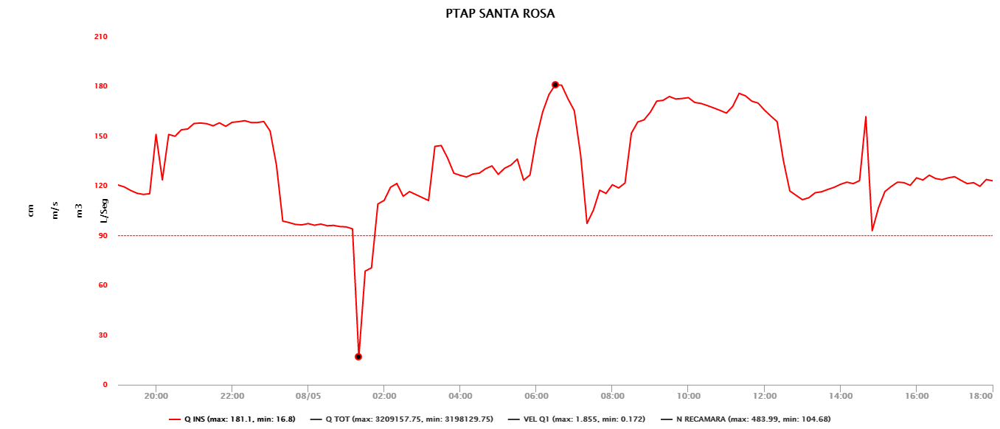 PTAP SANTA ROSA
210
180
150
120
90
60
30
0
cm
m/s
m3
L/Seg
20:00 22:00 08/05 02:00 04:00 06:00 08:00 10:00 12:00 14:00 16:00 18:00
Q INS (max: 181.1, min: 16.8) Q TOT (max: 3209157.75, min: 3198129.75) VEL Q1 (max: 1.855, min: 0.172) N RECAMARA (max: 483.99, min: 104.68)